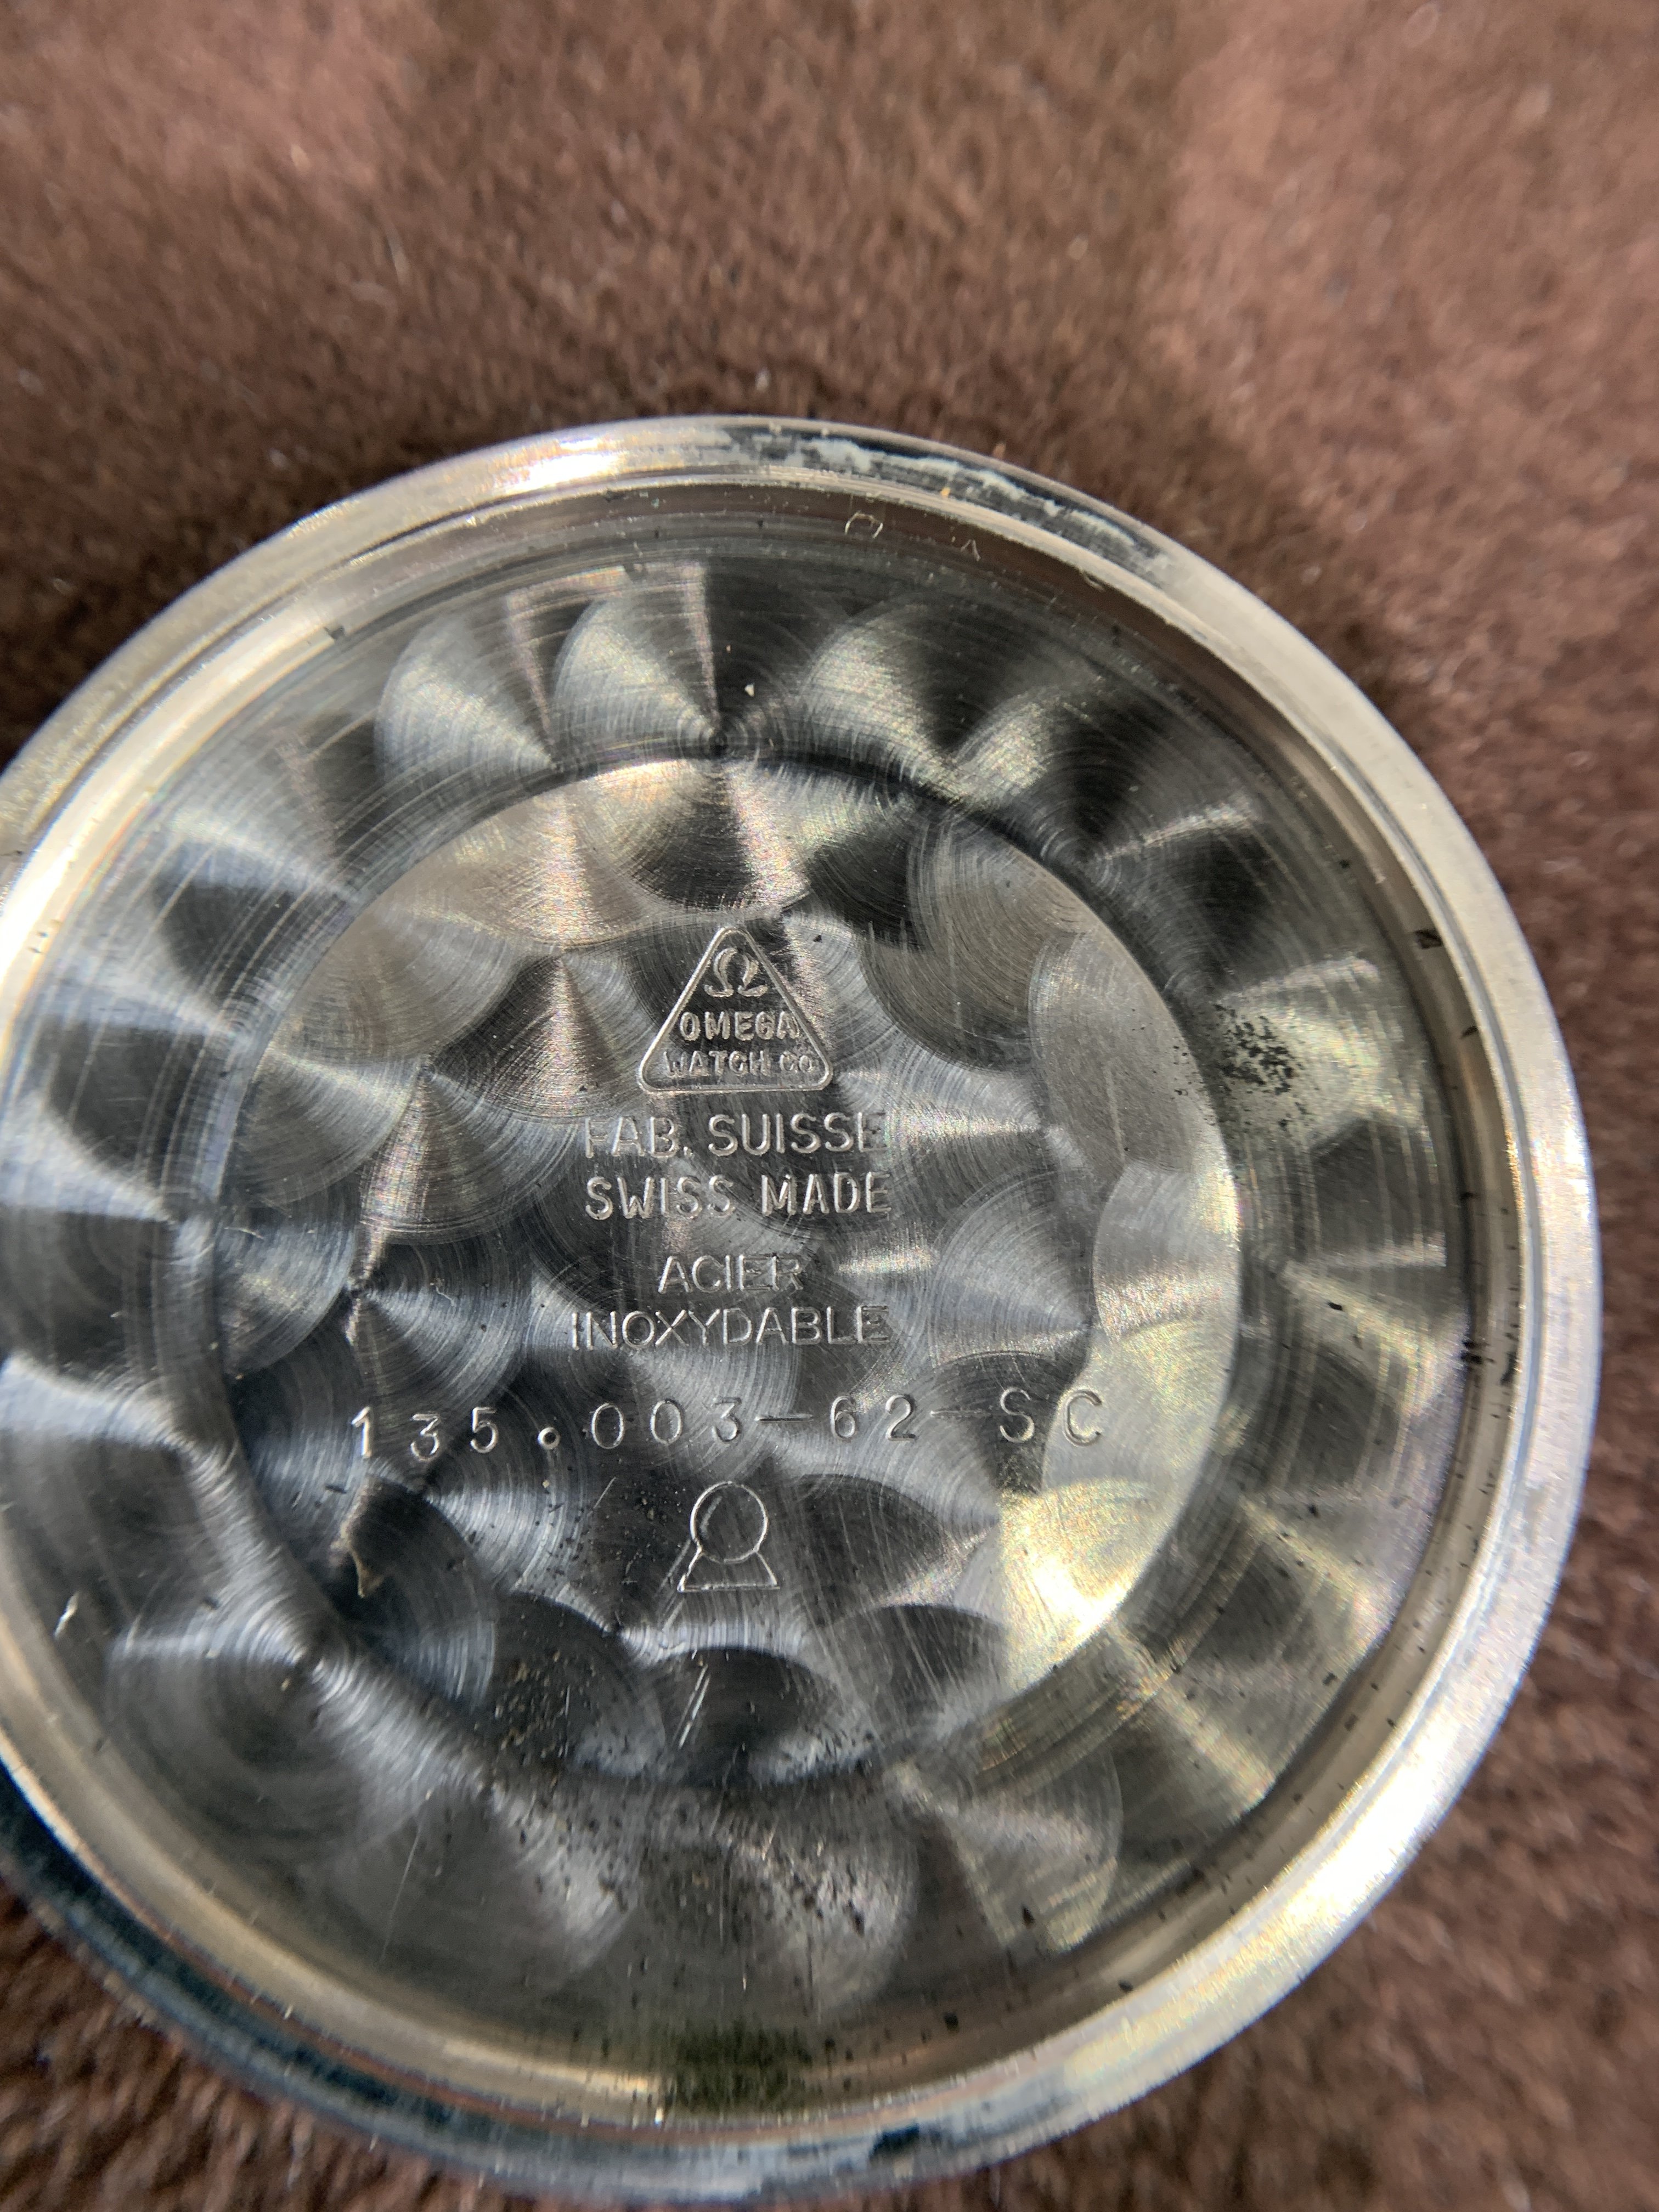 Ω
OMEGA
WATCH CO
FAB. SUISSE
SWISS MADE
ACIER
INOXYDABLE
135.003-62-SC